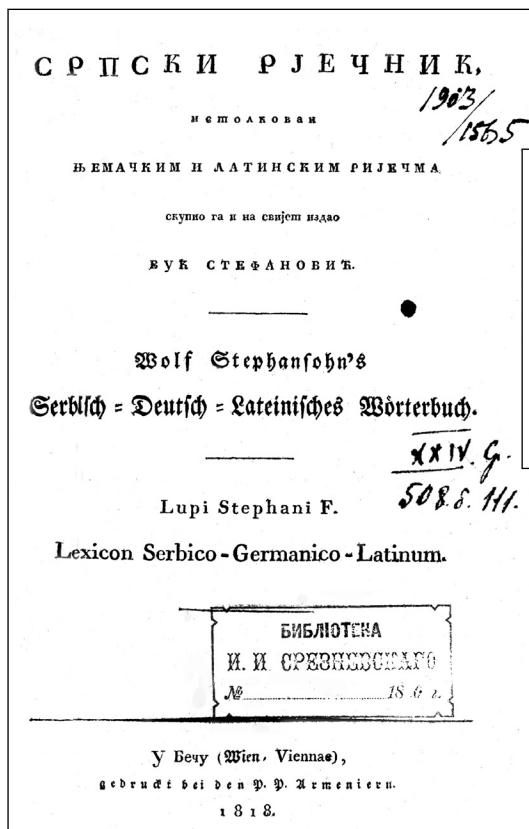 СРПСКИ РЈЕЧНИК,
1903/
/1565
истолкован
ЊЕМАЧКИМ И ЛАТИНСКИМ РИЈЕЧМА
скупио га и на свијет издао
ВУК СТЕФАНОВИЋ.
Wolf Stephansohn's
Serbisch = Deutsch = Lateinisches Wörterbuch.
XXIV. G.
508.8.111.
Lupi Stephani F.
Lexicon Serbico - Germanico - Latinum.
БИБЛІОТЕКА
И. И. СРЕЗНЕВСКАГО
№ 18 6 г.
У Бечу (Wien, Viennae),
gedruckt bei den P. P. Armeniern.
1818.